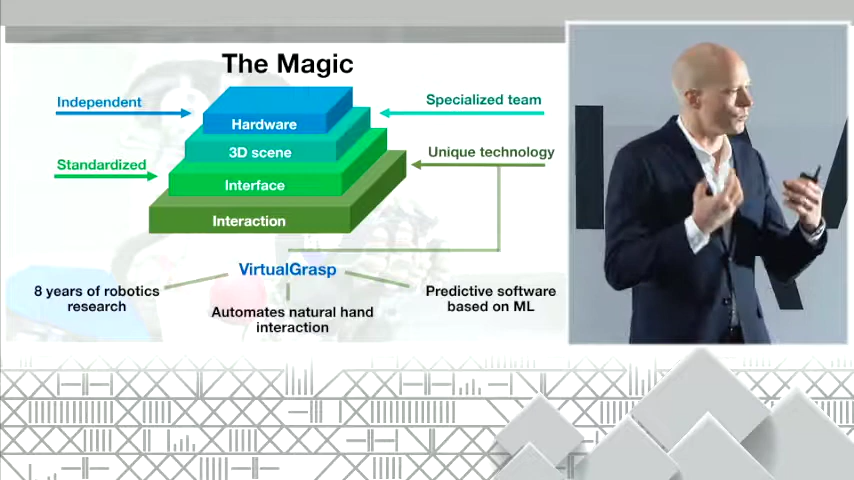 The Magic
Independent
Specialized team
Hardware
3D scene
Unique technology
Standardized
Interface
Interaction
VirtualGrasp
8 years of robotics
research
Automates natural hand
interaction
Predictive software
based on ML